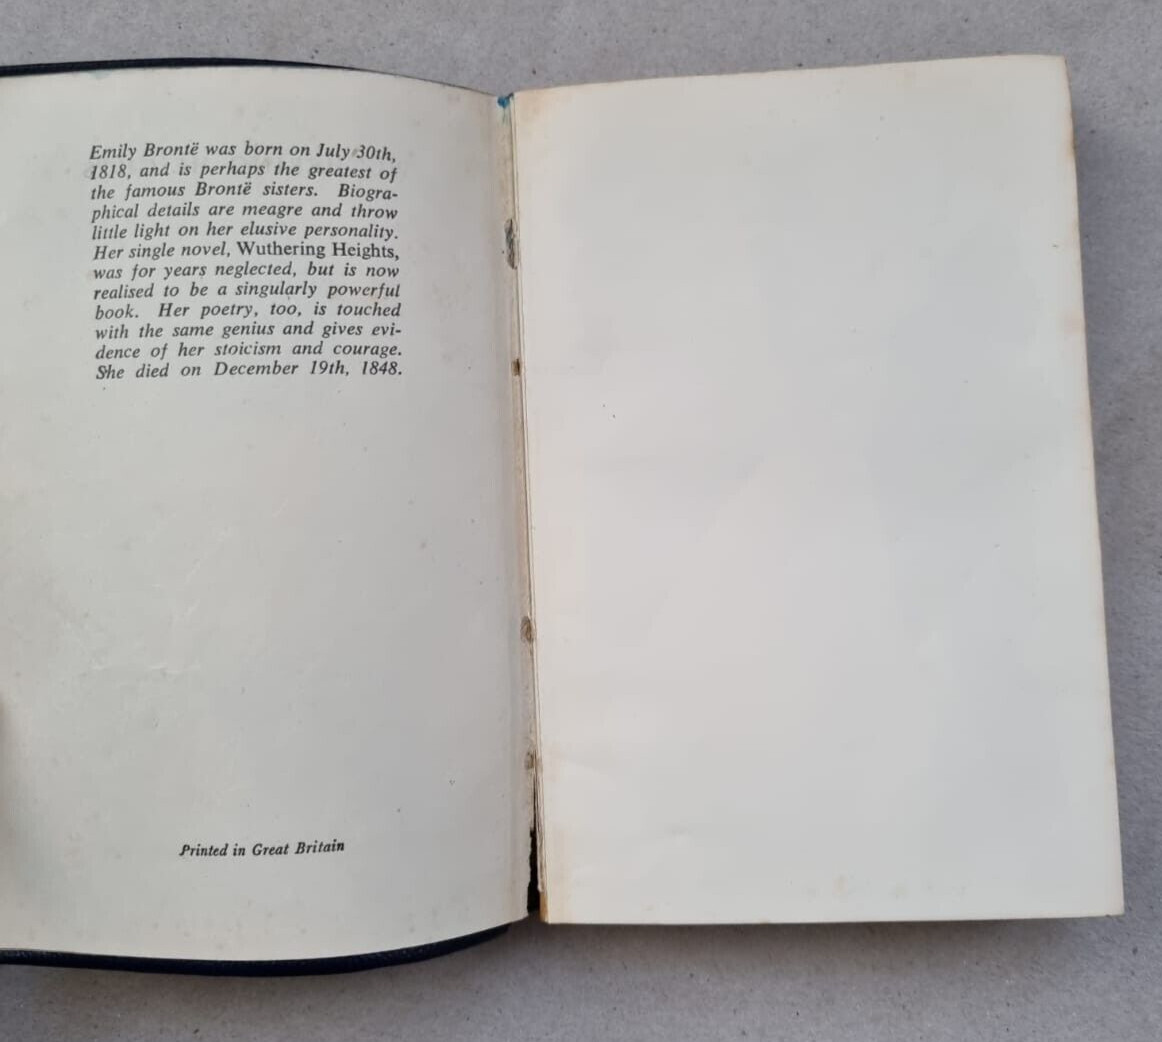 Emily Brontë was born on July 30th,
1818, and is perhaps the greatest of
the famous Brontë sisters. Biogra-
phical details are meagre and throw
little light on her elusive personality.
Her single novel, Wuthering Heights,
was for years neglected, but is now
realised to be a singularly powerful
book. Her poetry, too, is touched
with the same genius and gives evi-
dence of her stoicism and courage.
She died on December 19th, 1848.
Printed in Great Britain